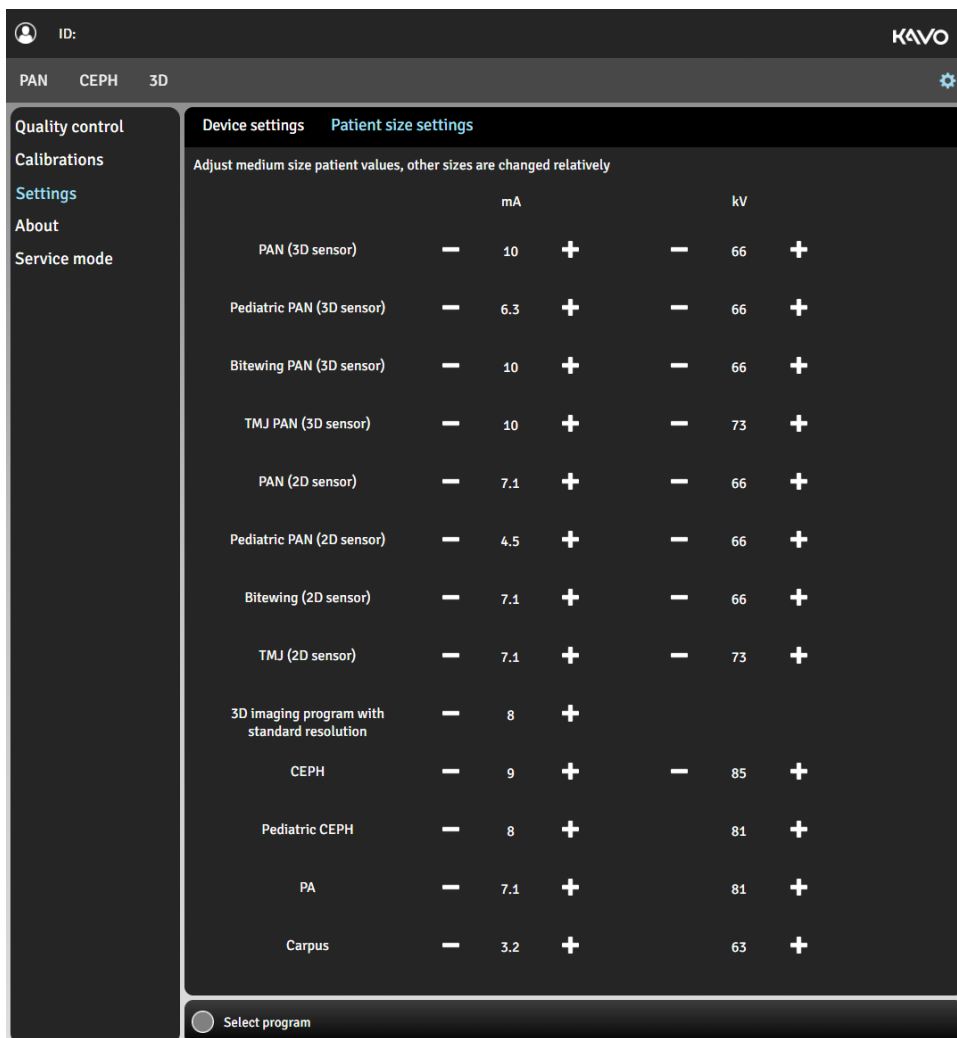 ID:
KAVO
PAN CEPH 3D
Quality control
Calibrations
Settings
About
Service mode
Device settings Patient size settings
Adjust medium size patient values, other sizes are changed relatively
mA kV
PAN (3D sensor) − 10 + − 66 +
Pediatric PAN (3D sensor) − 6.3 + − 66 +
Bitewing PAN (3D sensor) − 10 + − 66 +
TMJ PAN (3D sensor) − 10 + − 73 +
PAN (2D sensor) − 7.1 + − 66 +
Pediatric PAN (2D sensor) − 4.5 + − 66 +
Bitewing (2D sensor) − 7.1 + − 66 +
TMJ (2D sensor) − 7.1 + − 73 +
3D imaging program with
standard resolution − 8 +
CEPH − 9 + − 85 +
Pediatric CEPH − 8 + 81 +
PA − 7.1 + 81 +
Carpus − 3.2 + 63 +
Select program